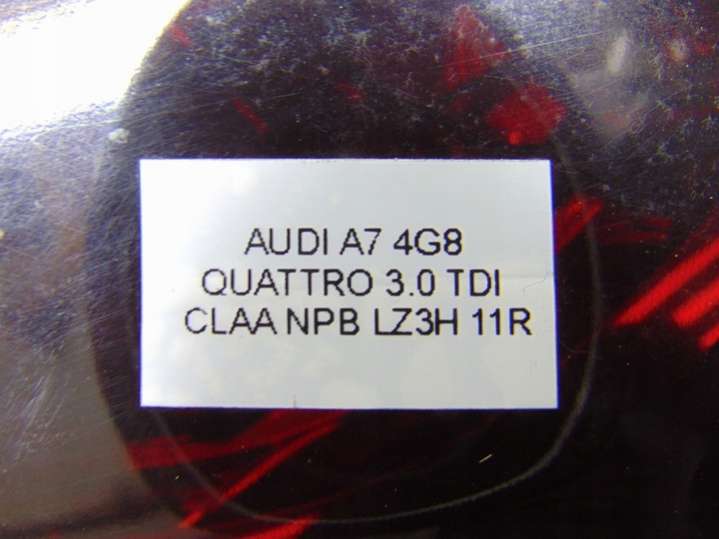 AUDI A7 4G8
QUATTRO 3.0 TDI
CLAA NPB LZ3H 11R